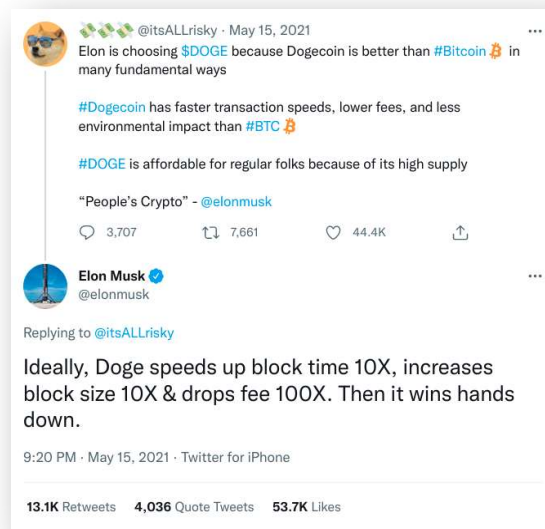 @itsALLrisky · May 15, 2021
Elon is choosing $DOGE because Dogecoin is better than #Bitcoin in
many fundamental ways
#Dogecoin has faster transaction speeds, lower fees, and less
environmental impact than #BTC
#DOGE is affordable for regular folks because of its high supply
“People’s Crypto” - @elonmusk
3,707 7,661 44.4K
Elon Musk
@elonmusk
Replying to @itsALLrisky
Ideally, Doge speeds up block time 10X, increases
block size 10X & drops fee 100X. Then it wins hands
down.
9:20 PM · May 15, 2021 · Twitter for iPhone
13.1K Retweets 4,036 Quote Tweets 53.7K Likes